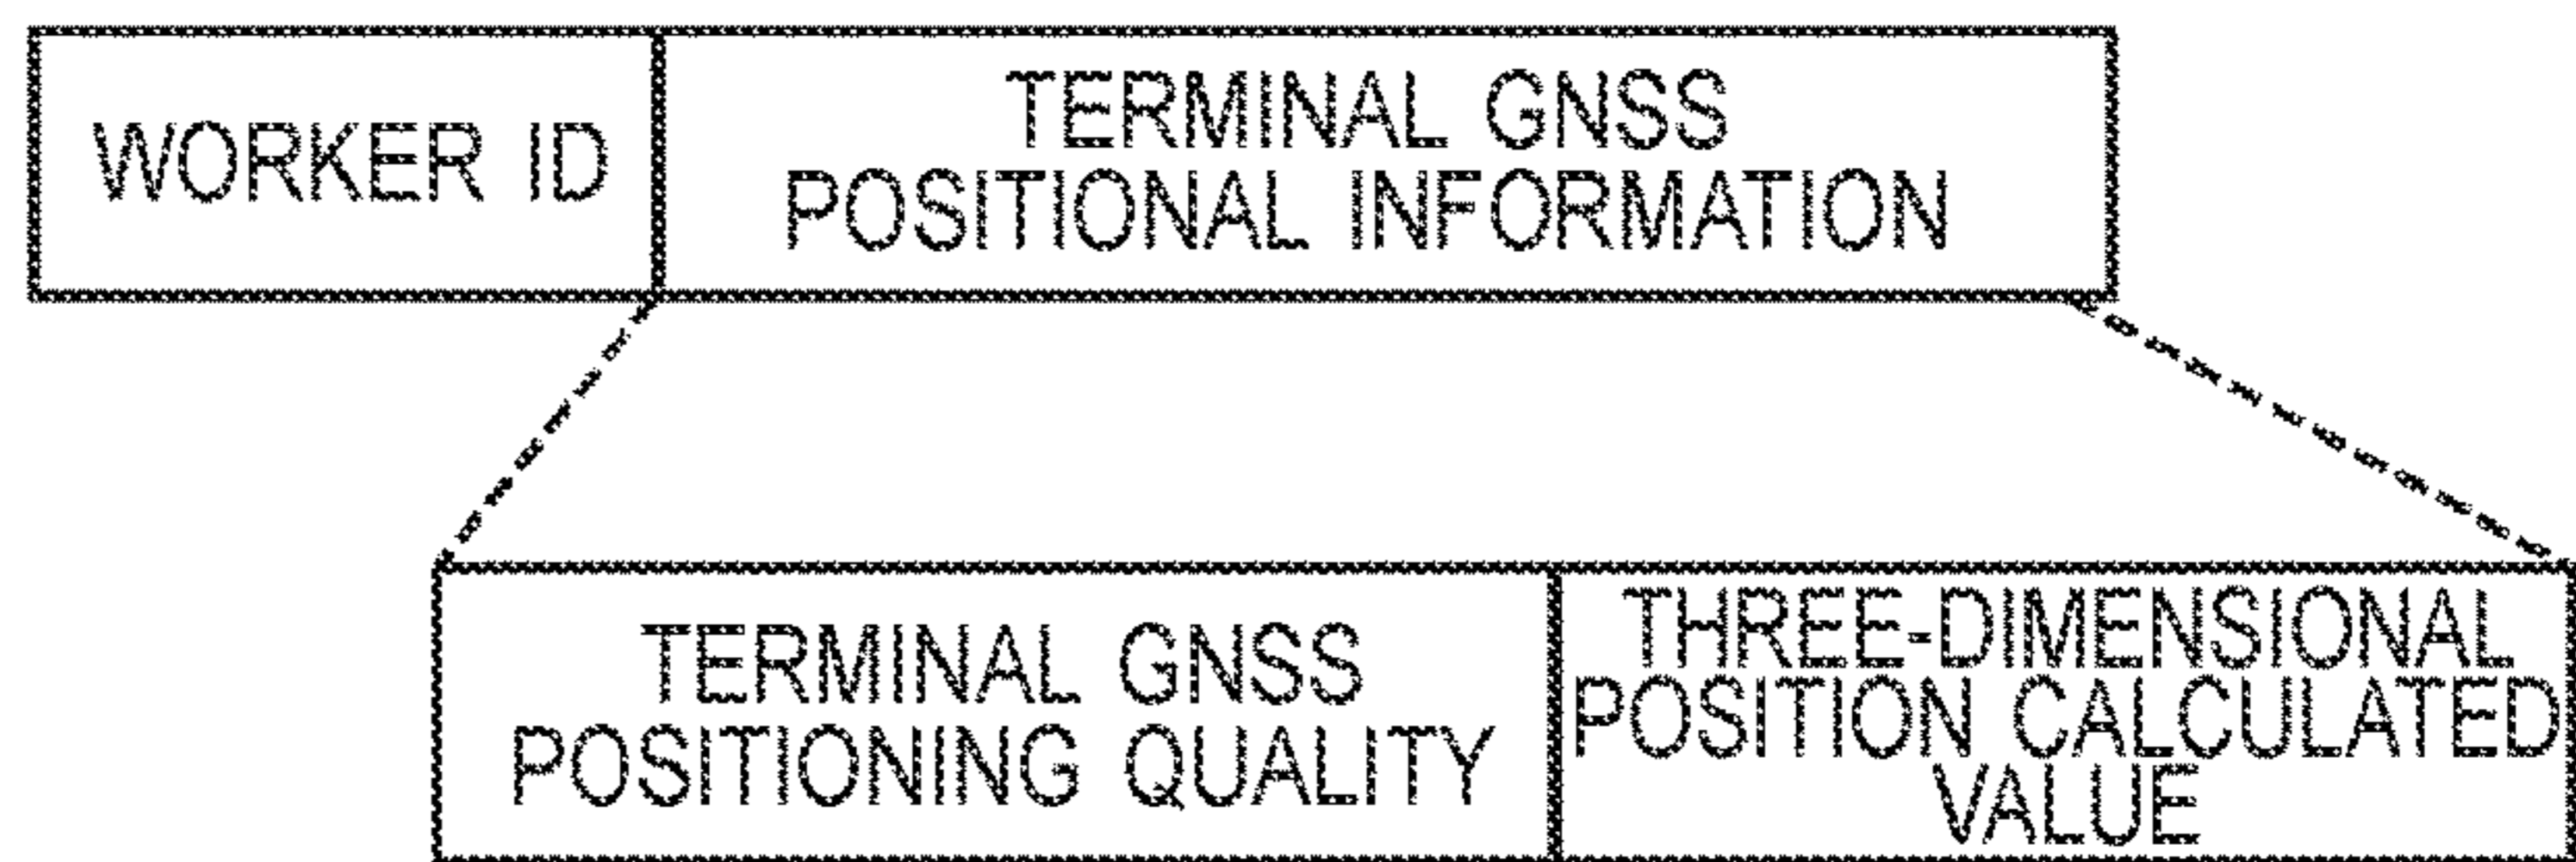 WORKER ID
TERMINAL GNSS
POSITIONAL INFORMATION
TERMINAL GNSS
POSITIONING QUALITY
THREE-DIMENSIONAL
POSITION CALCULATED
VALUE